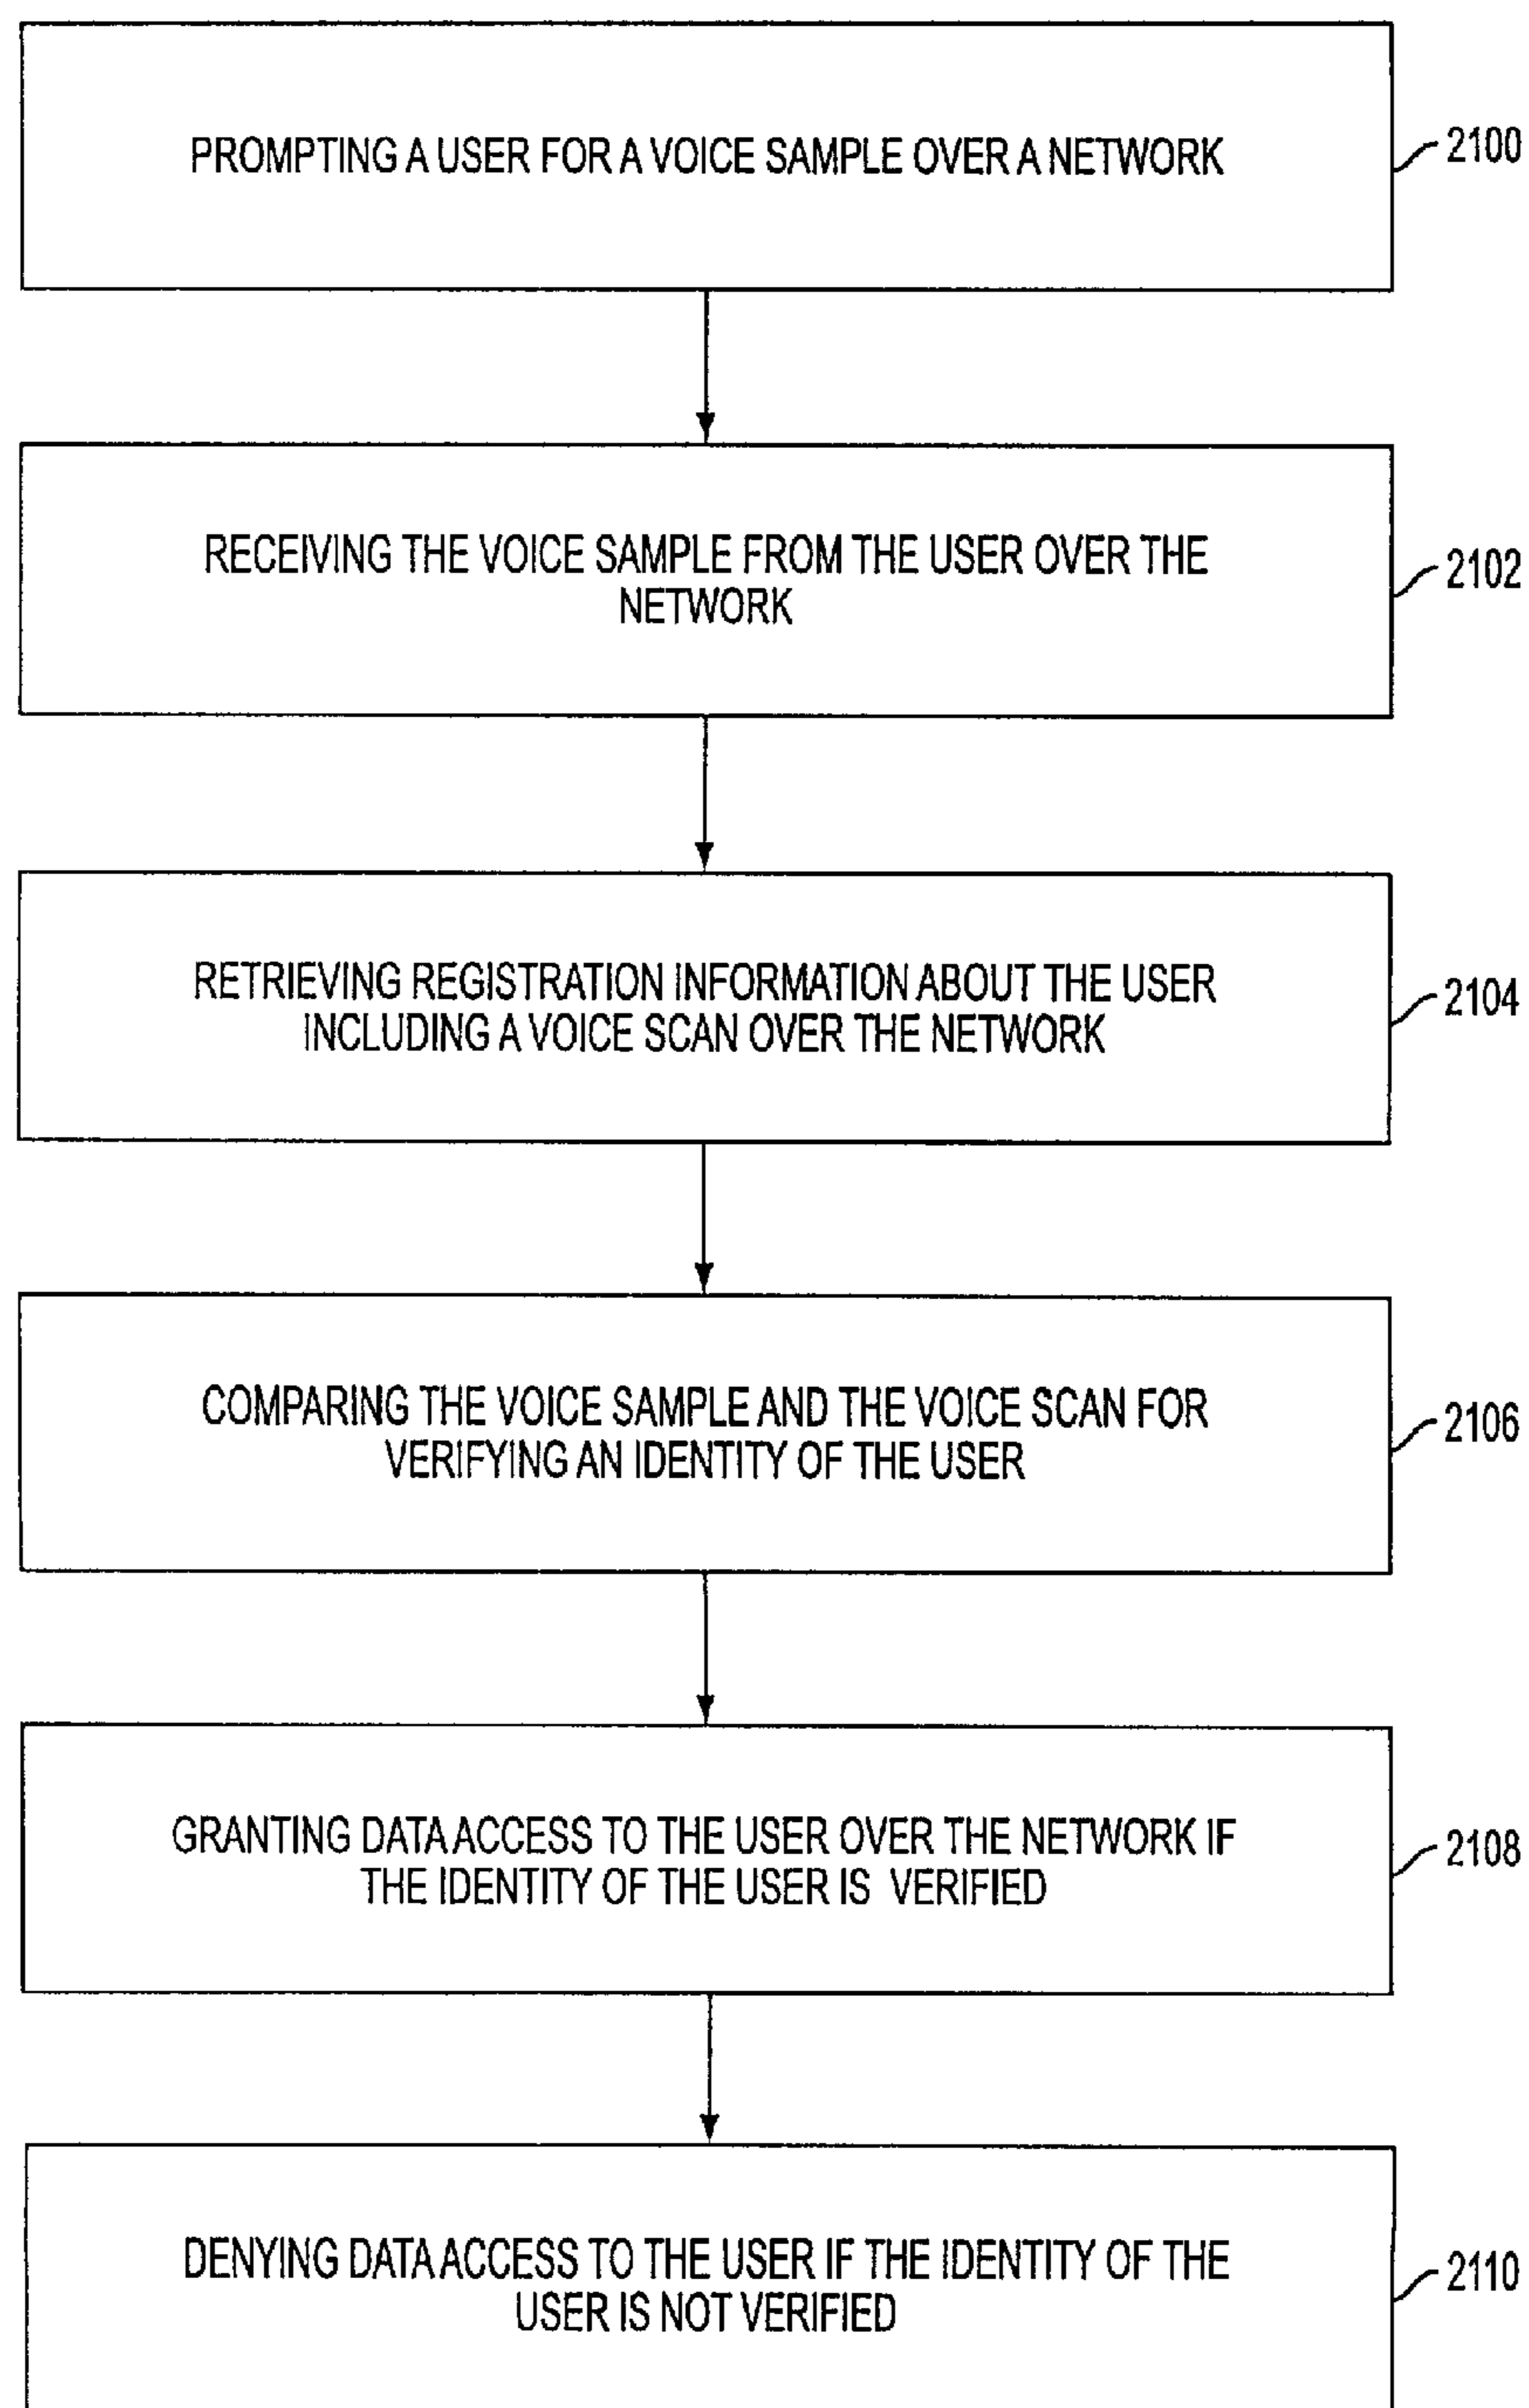 PROMPTING A USER FOR A VOICE SAMPLE OVER A NETWORK
2100
RECEIVING THE VOICE SAMPLE FROM THE USER OVER THE
NETWORK
2102
RETRIEVING REGISTRATION INFORMATION ABOUT THE USER
INCLUDING A VOICE SCAN OVER THE NETWORK
2104
COMPARING THE VOICE SAMPLE AND THE VOICE SCAN FOR
VERIFYING AN IDENTITY OF THE USER
2106
GRANTING DATA ACCESS TO THE USER OVER THE NETWORK IF
THE IDENTITY OF THE USER IS VERIFIED
2108
DENYING DATA ACCESS TO THE USER IF THE IDENTITY OF THE
USER IS NOT VERIFIED
2110